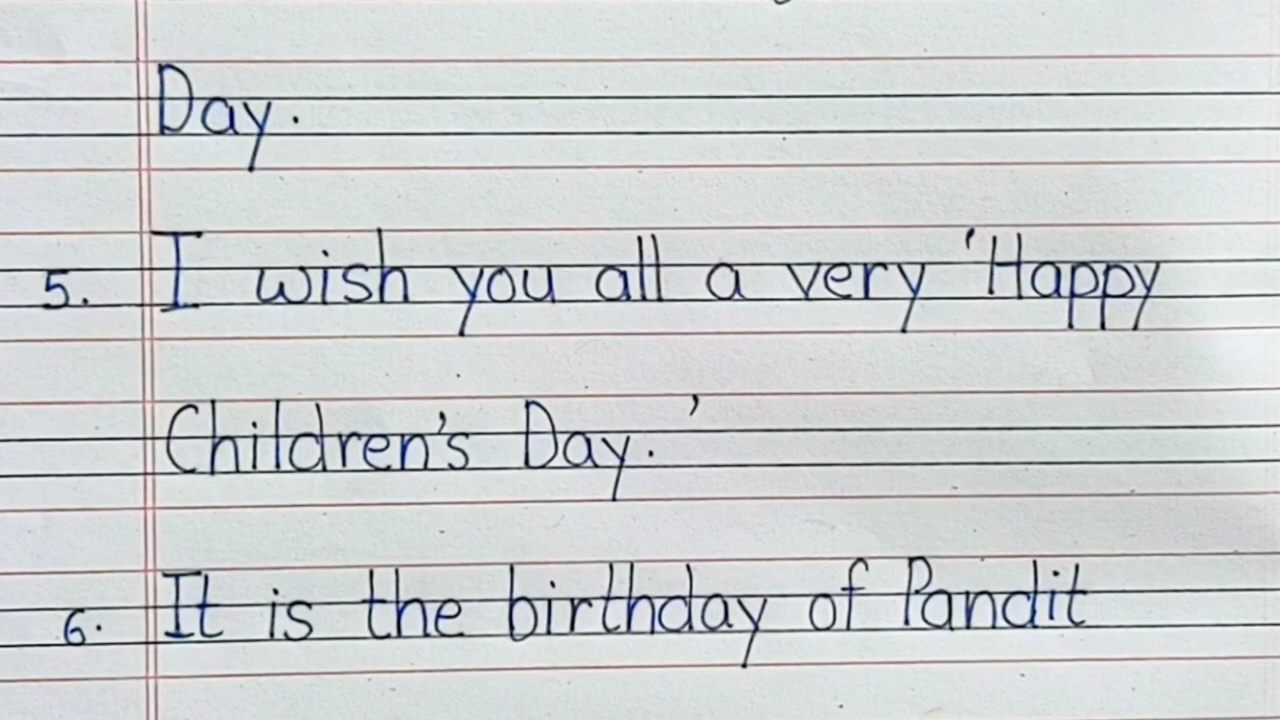 Day.
5. I wish you all a very 'Happy
Children's Day.'
6. It is the birthday of Pandit